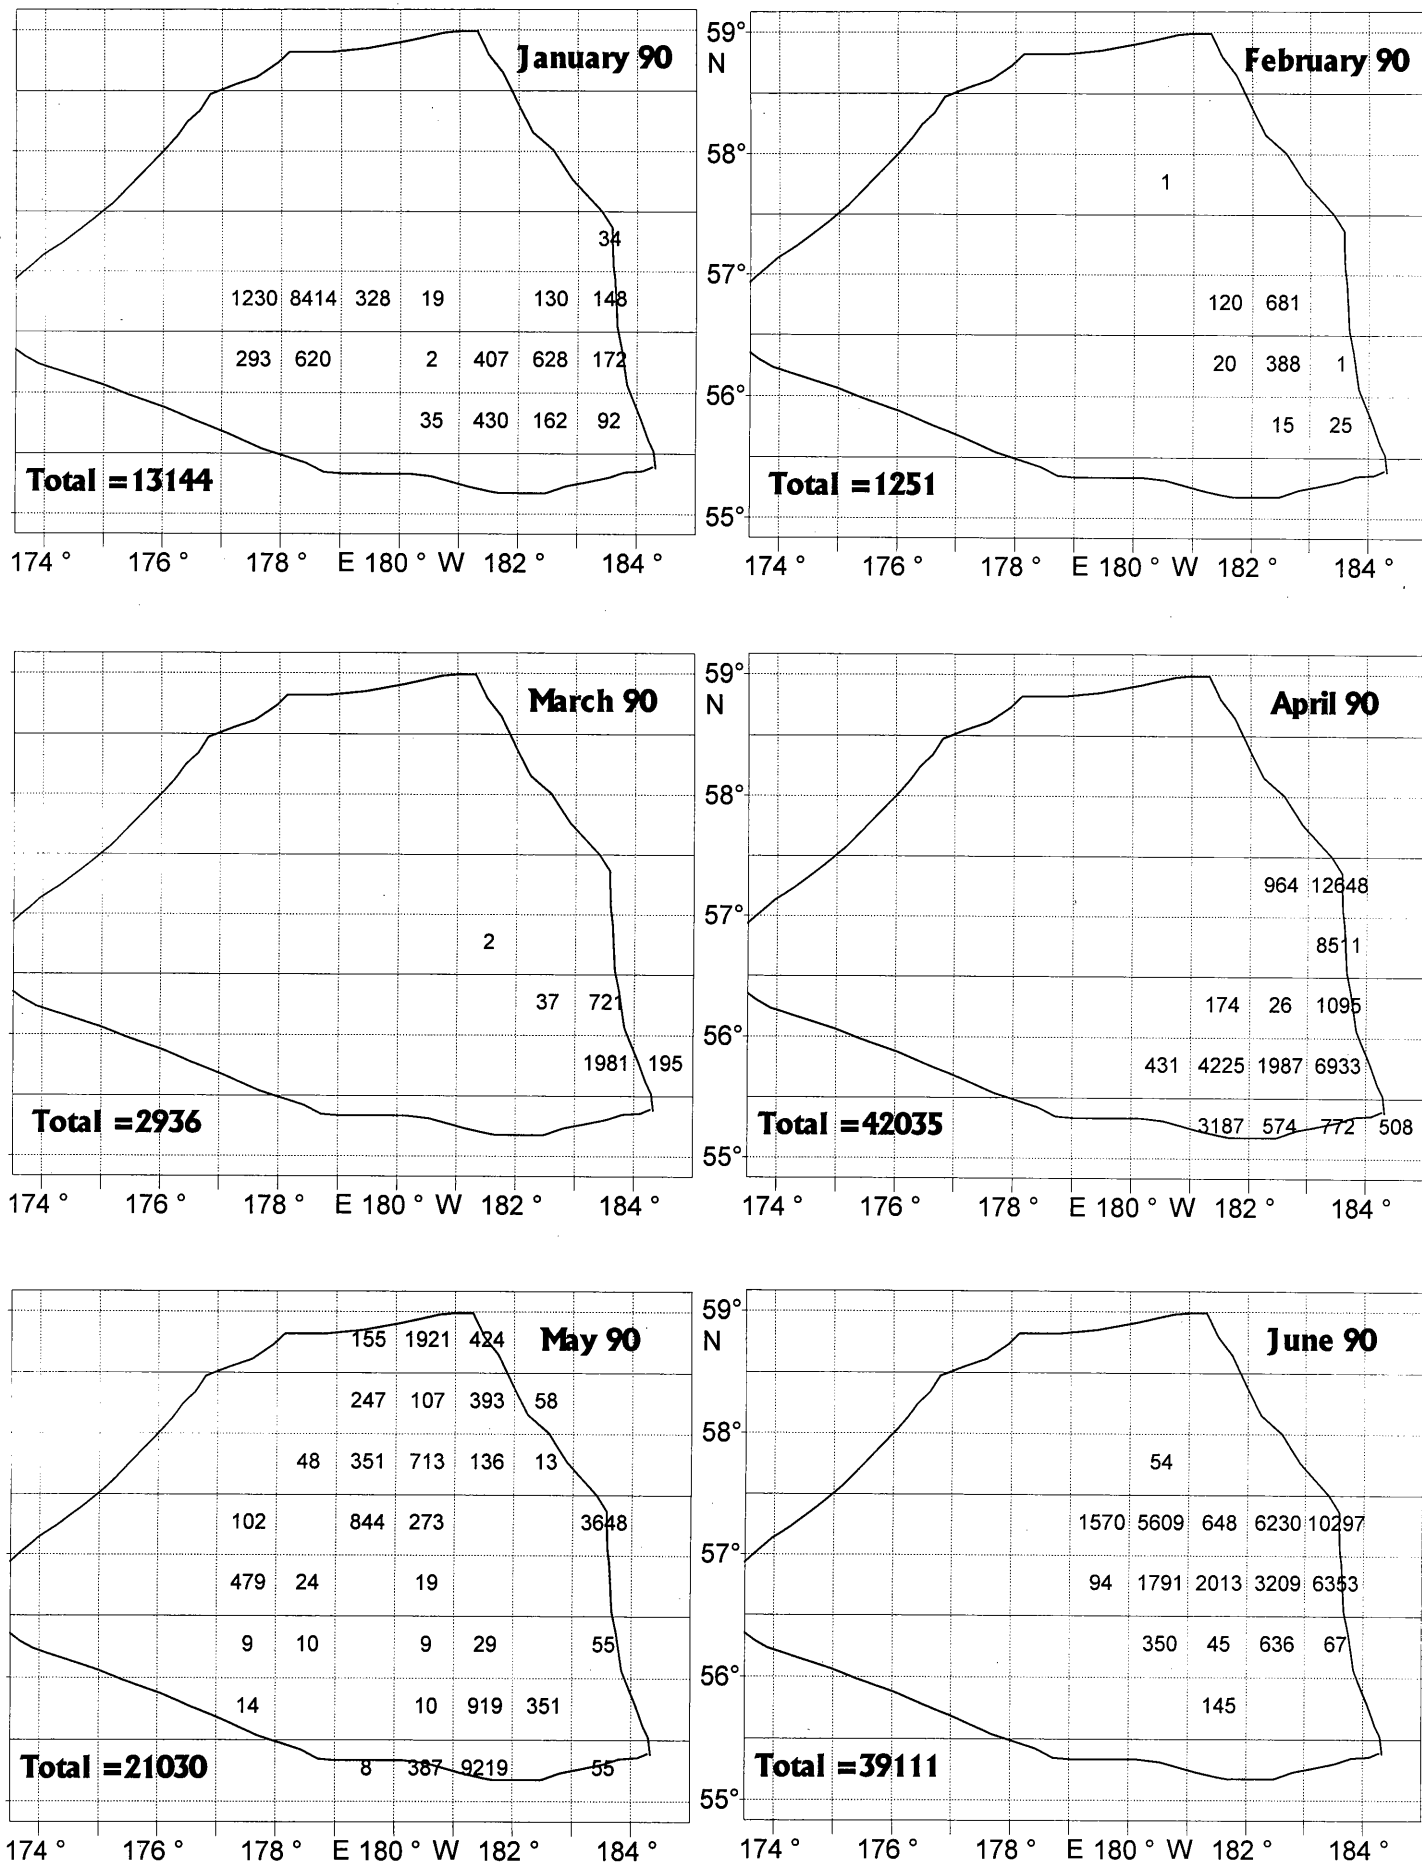 January 90
34
1230 8414 328 19 130 148
293 620 2 407 628 172
35 430 162 92
Total =13144
174 ° 176 ° 178 ° E 180 ° W 182 ° 184 °
59°
N
58°
57°
56°
55°
February 90
1
120 681
20 388 1
15 25
Total =1251
174 ° 176 ° 178 ° E 180 ° W 182 ° 184 °
March 90
2
37 721
1981 195
Total =2936
174 ° 176 ° 178 ° E 180 ° W 182 ° 184 °
59°
N
58°
57°
56°
55°
April 90
964 12648
8511
174 26 1095
431 4225 1987 6933
3187 574 772 508
Total =42035
174 ° 176 ° 178 ° E 180 ° W 182 ° 184 °
155 1921 424 May 90
247 107 393 58
48 351 713 136 13
102 844 273 3648
479 24 19
9 10 9 29 55
14 10 919 351
Total =21030 8 387 9219 55
174 ° 176 ° 178 ° E 180 ° W 182 ° 184 °
59°
N
58°
57°
56°
55°
June 90
54
1570 5609 648 6230 10297
94 1791 2013 3209 6353
350 45 636 67
145
Total =39111
174 ° 176 ° 178 ° E 180 ° W 182 ° 184 °